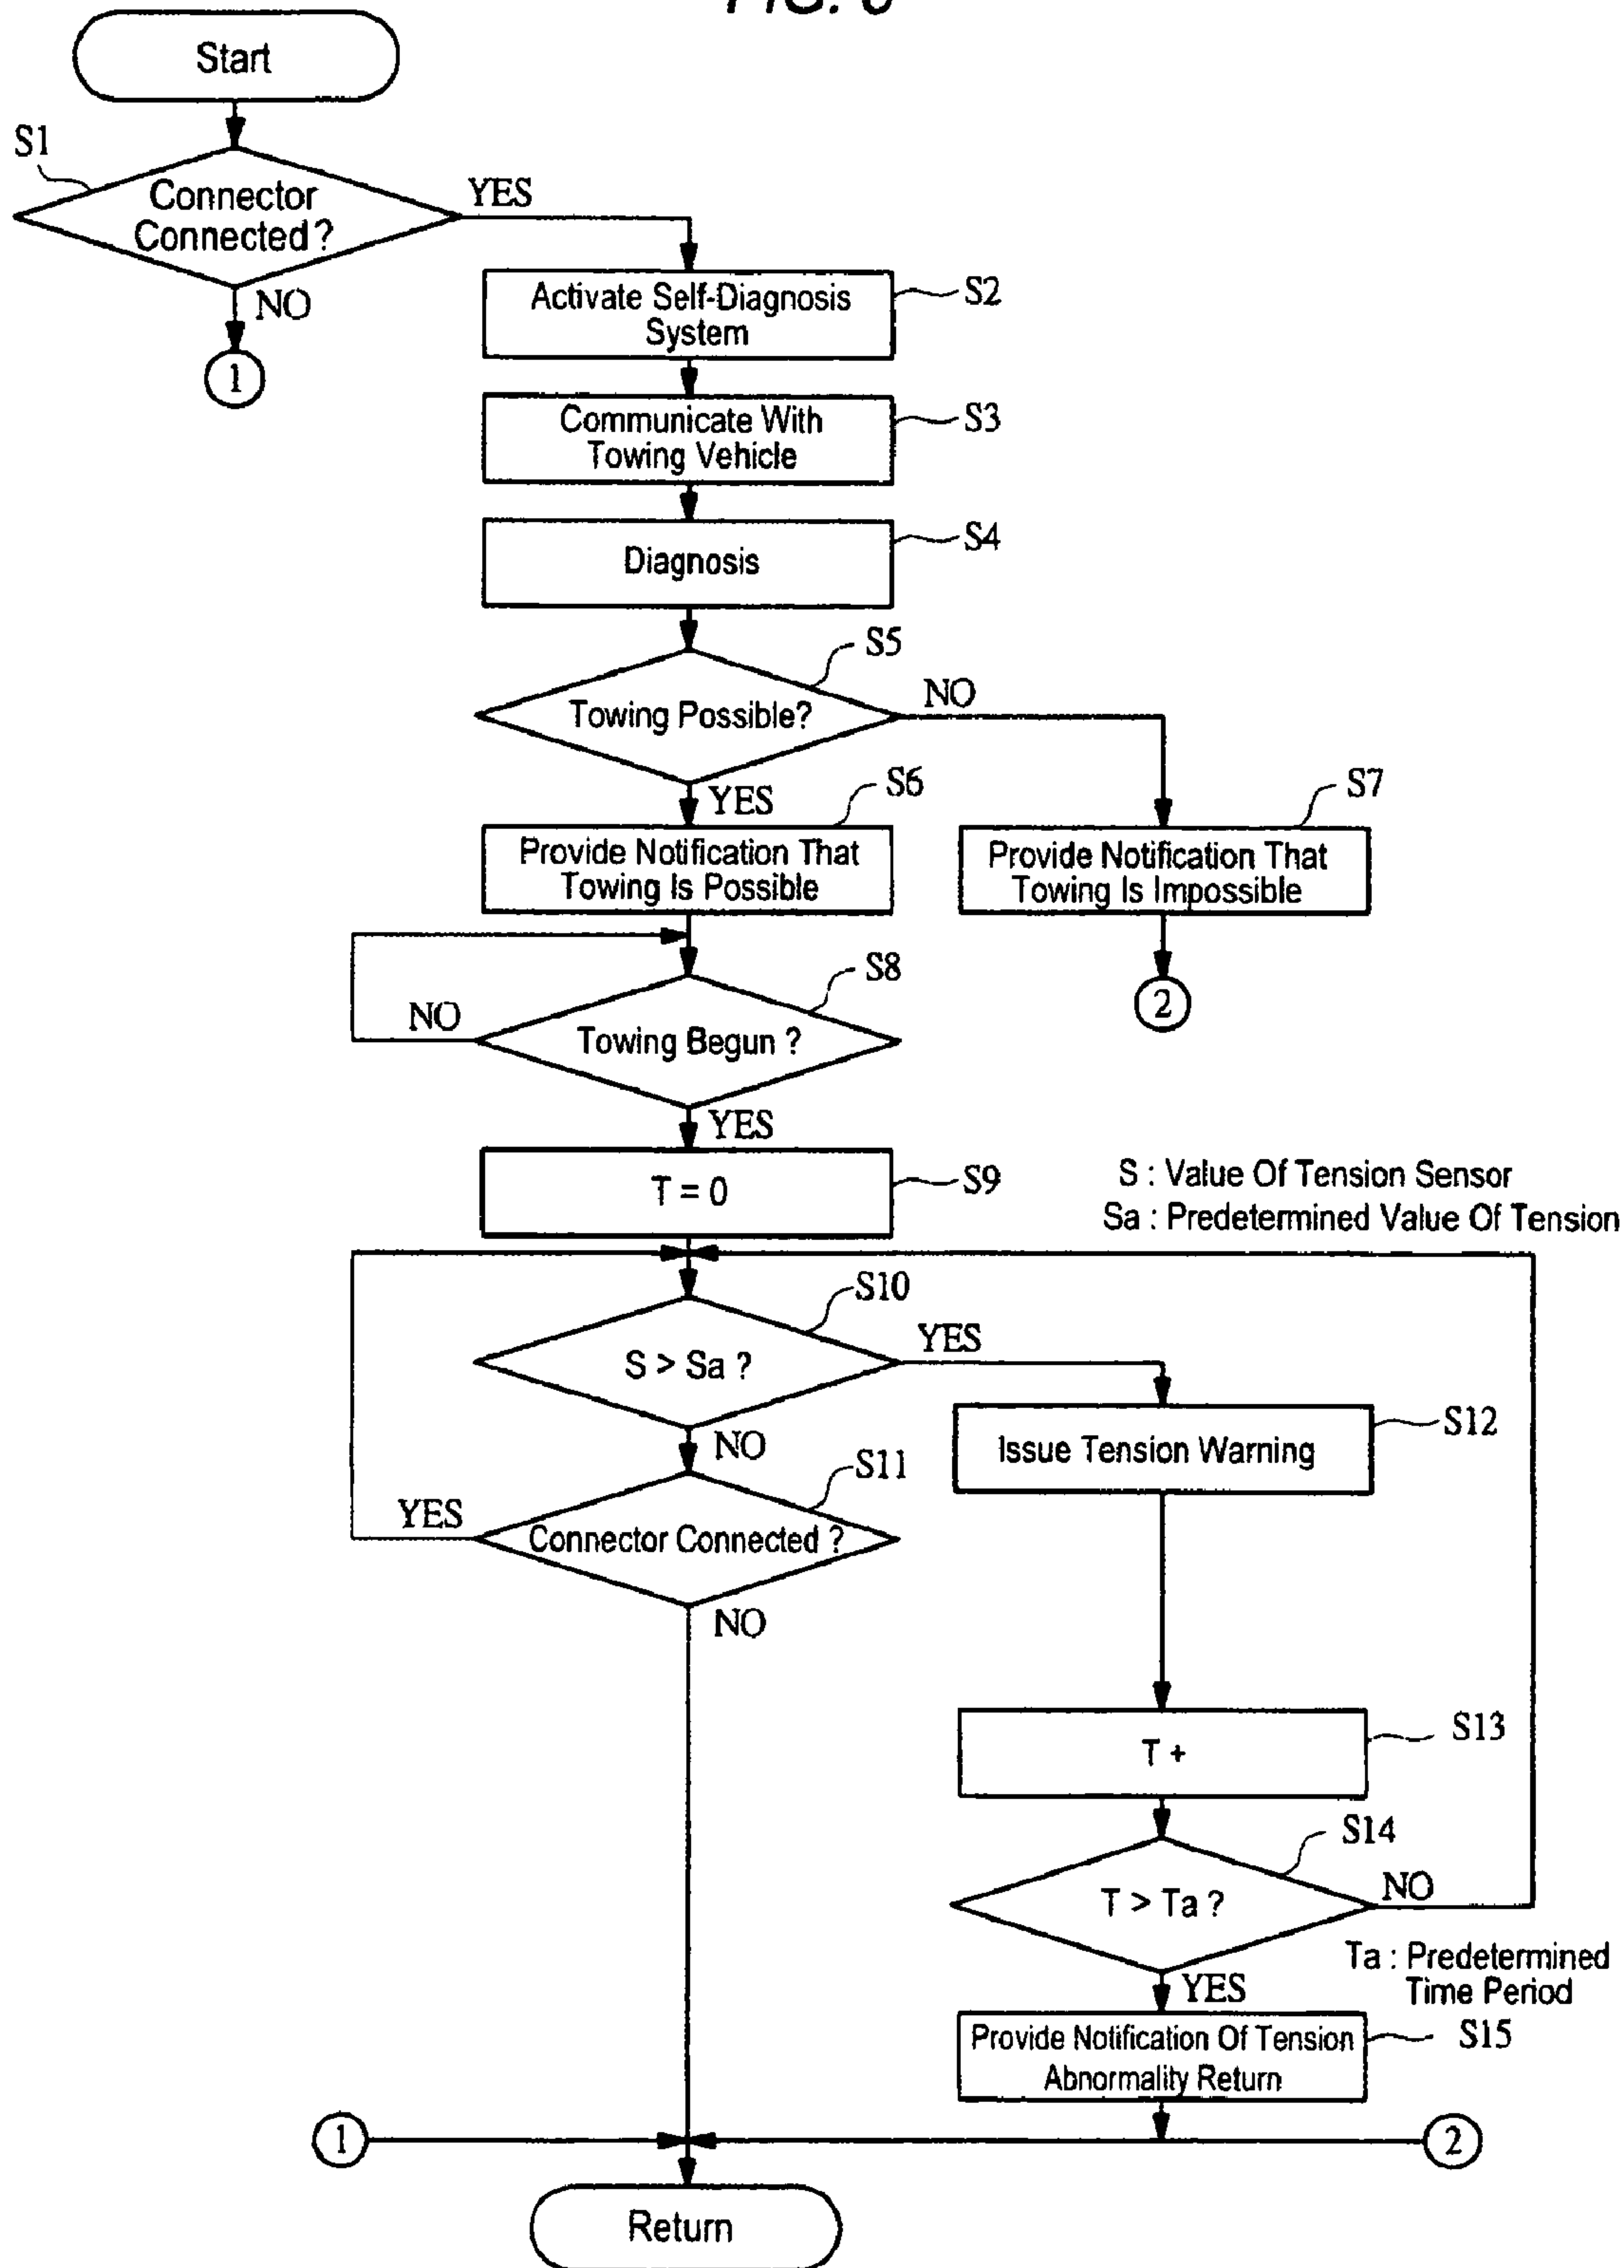 Start
S1
Connector
Connected ?
YES
NO
1
Activate Self-Diagnosis
System
S2
Communicate With
Towing Vehicle
S3
Diagnosis
S4
S5
Towing Possible?
NO
YES
S6
Provide Notification That
Towing Is Possible
S7
Provide Notification That
Towing Is Impossible
2
S8
Towing Begun ?
NO
YES
T = 0
S9
S : Value Of Tension Sensor
Sa : Predetermined Value Of Tension
S10
S > Sa ?
YES
NO
S11
Connector Connected ?
YES
NO
Issue Tension Warning
S12
T +
S13
S14
T > Ta ?
NO
Ta : Predetermined
Time Period
YES
Provide Notification Of Tension
Abnormality Return
S15
1
2
Return